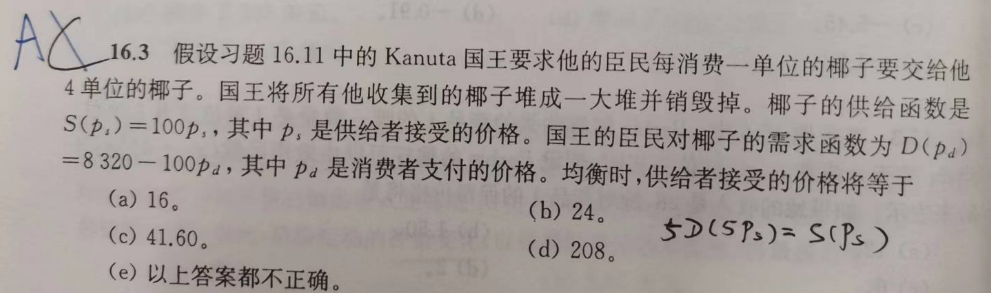 AX
16.3 假设习题 16.11 中的 Kanuta 国王要求他的臣民每消费一单位的椰子要交给他
4 单位的椰子。国王将所有他收集到的椰子堆成一大堆并销毁掉。椰子的供给函数是
S(pₛ)=100pₛ,其中 pₛ 是供给者接受的价格。国王的臣民对椰子的需求函数为 D(p_d)
=8 320-100p_d,其中 p_d 是消费者支付的价格。均衡时,供给者接受的价格将等于
(a) 16。
(b) 24。
(c) 41.60。
(d) 208。
5D(5Pₛ)= S(Pₛ)
(e) 以上答案都不正确。